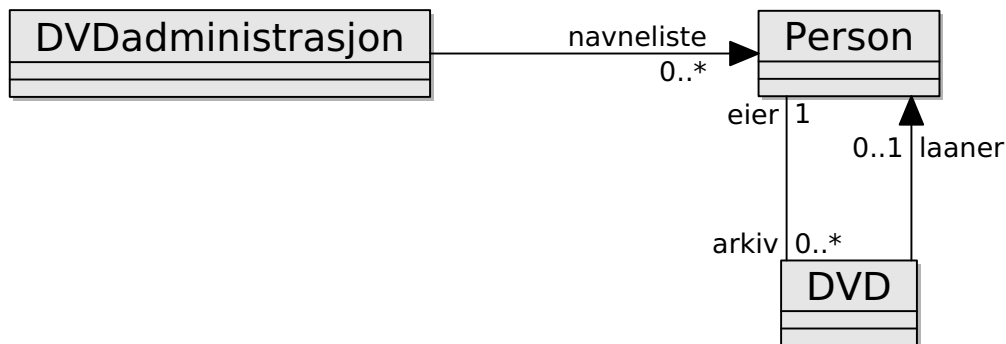 DVDadministrasjon
navneliste
0..*
Person
eier 1
0..1 laaner
arkiv 0..*
DVD